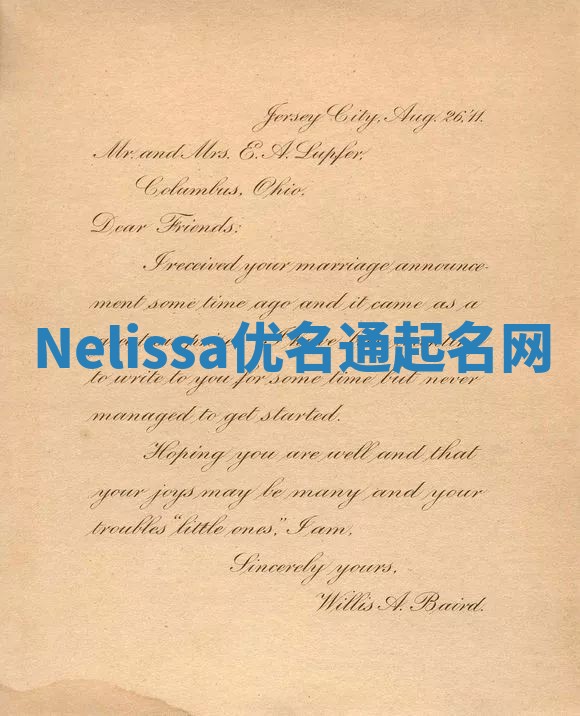 Jersey City, Aug. 26, '11.
Mr. and Mrs. E. A. Lupfer,
Columbus, Ohio.
Dear Friends:
I received your marriage announce-
ment some time ago and it came as a
Nelissa优名通起名网
to write to you for some time but never
managed to get started.
Hoping you are well and that
your joys may be many and your
troubles "little ones," I am,
Sincerely yours,
Willis A. Baird.